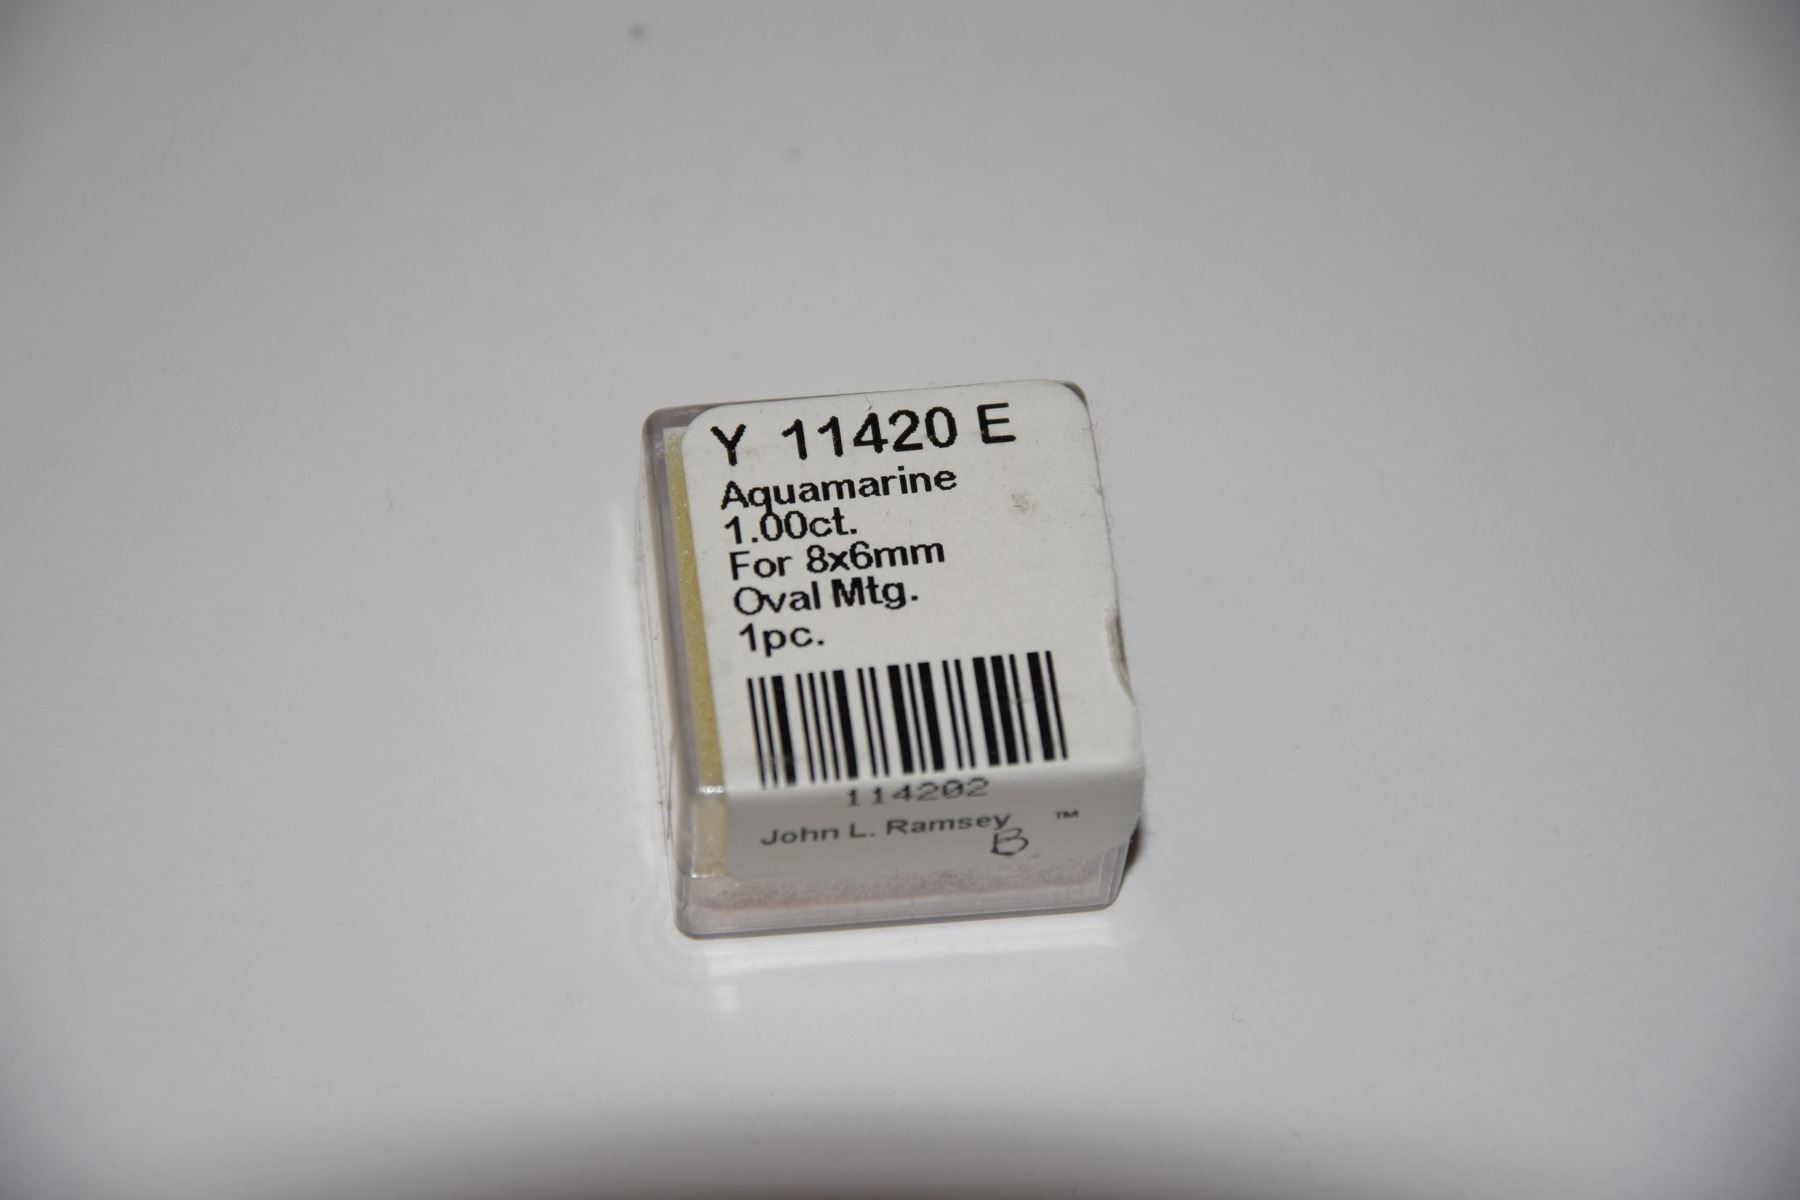 Y 11420 E
Aquamarine
1.00ct.
For 8x6mm
Oval Mtg.
1pc.
114202
John L. Ramsey ™
B